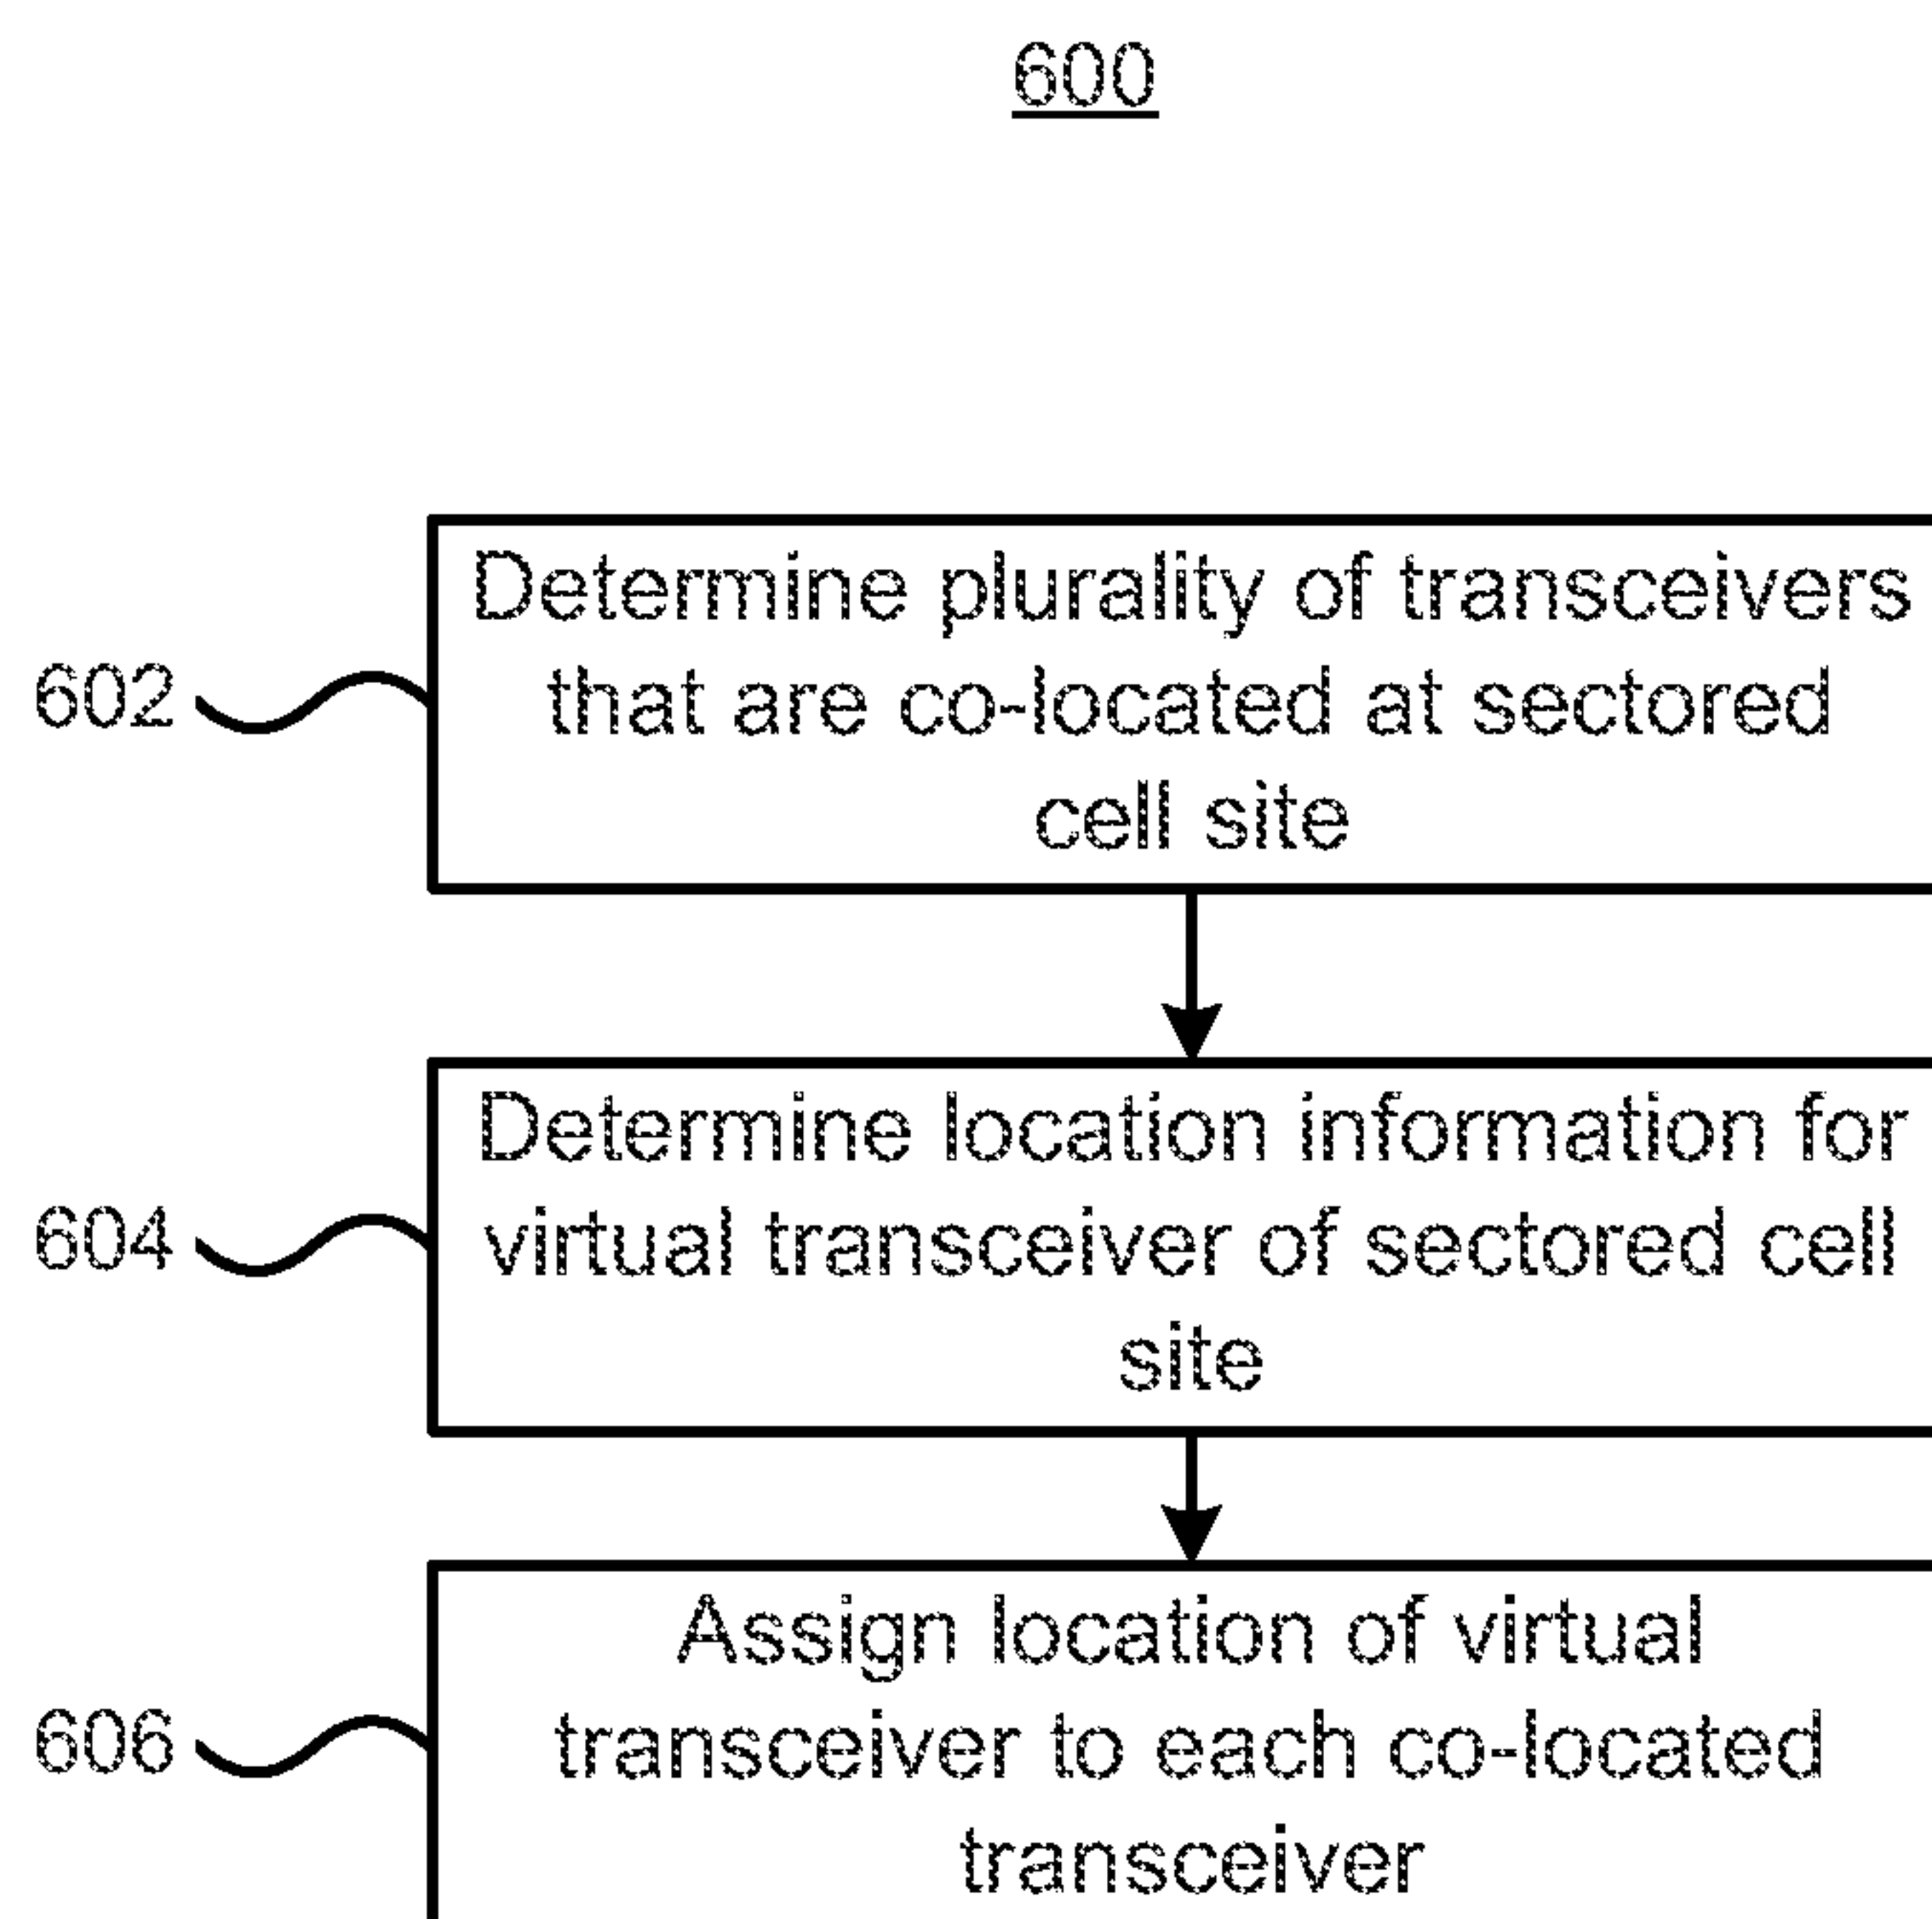 600
Determine plurality of transceivers
that are co-located at sectored
cell site
602
Determine location information for
virtual transceiver of sectored cell
site
604
Assign location of virtual
transceiver to each co-located
transceiver
606